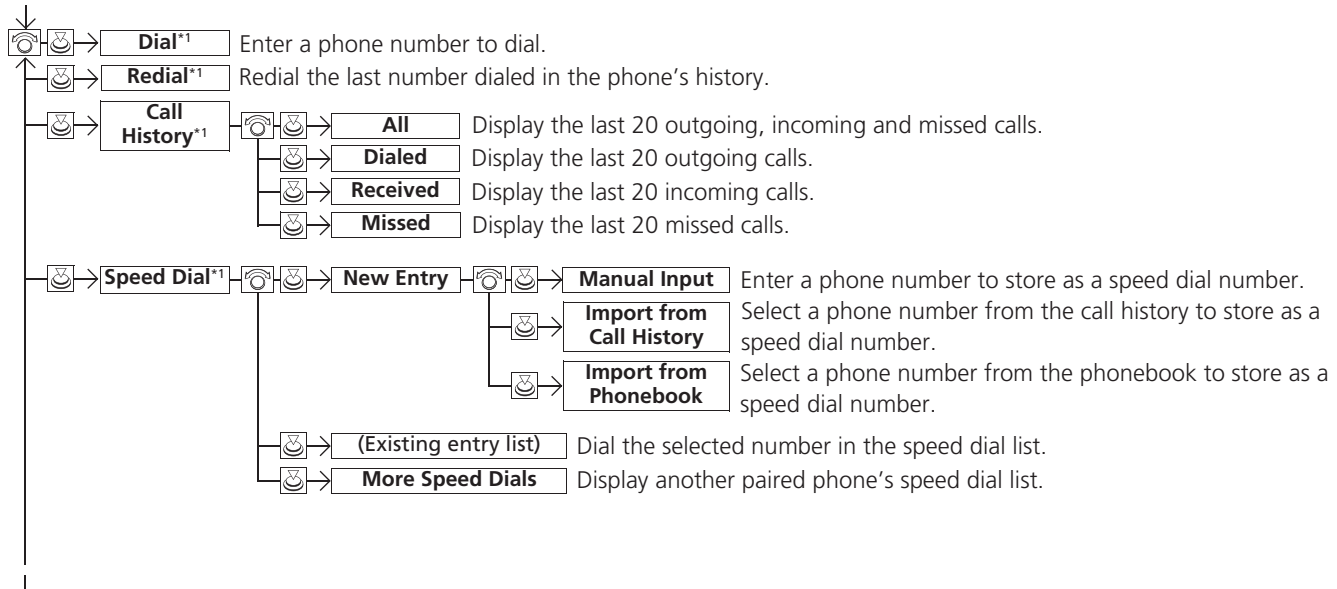 Dial*1 Enter a phone number to dial.
Redial*1 Redial the last number dialed in the phone’s history.
Call
History*1
All Display the last 20 outgoing, incoming and missed calls.
Dialed Display the last 20 outgoing calls.
Received Display the last 20 incoming calls.
Missed Display the last 20 missed calls.
Speed Dial*1 New Entry Manual Input Enter a phone number to store as a speed dial number.
Import from
Call History
Select a phone number from the call history to store as a
speed dial number.
Import from
Phonebook
Select a phone number from the phonebook to store as a
speed dial number.
(Existing entry list) Dial the selected number in the speed dial list.
More Speed Dials Display another paired phone’s speed dial list.